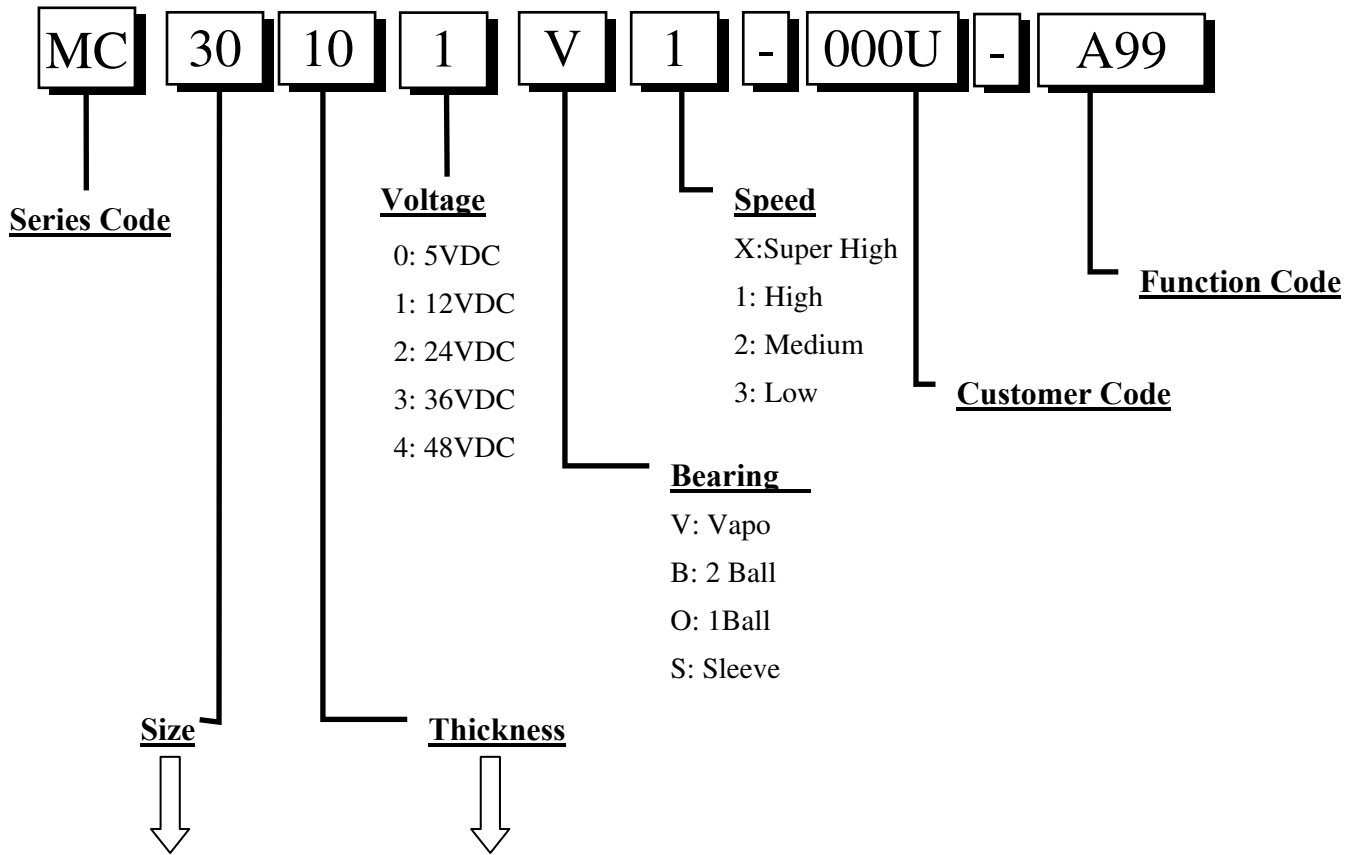 MC 30 10 1 V 1 - 000U - A99
Series Code
Voltage
0: 5VDC
1: 12VDC
2: 24VDC
3: 36VDC
4: 48VDC
Speed
X:Super High
1: High
2: Medium
3: Low
Function Code
Customer Code
Bearing
V: Vapo
B: 2 Ball
O: 1Ball
S: Sleeve
Size
Thickness